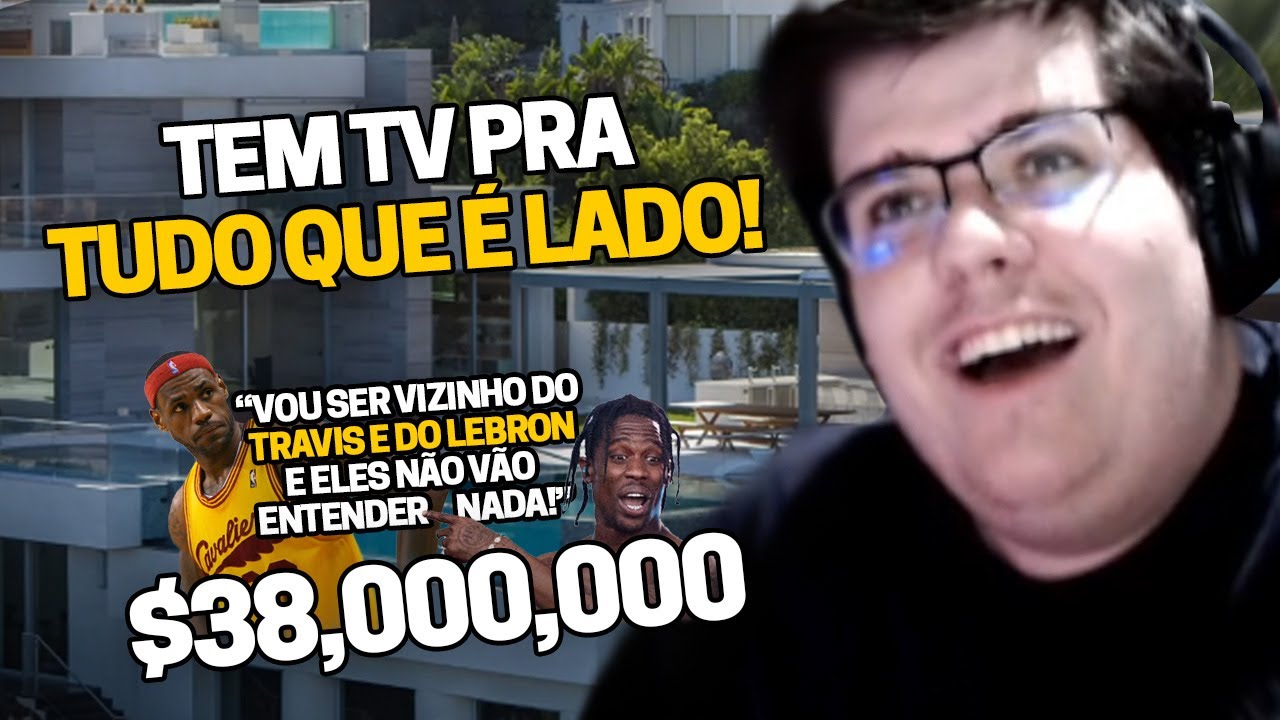 TEM TV PRA
TUDO QUE É LADO!
“VOU SER VIZINHO DO
TRAVIS E DO LEBRON
E ELES NÃO VÃO
ENTENDER NADA!”
Cavalie
$38,000,000